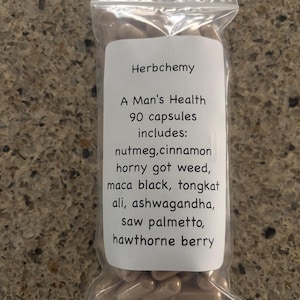 Herbchemy
A Man's Health
90 capsules
includes:
nutmeg,cinnamon
horny got weed,
maca black, tongkat
ali, ashwagandha,
saw palmetto,
hawthorne berry